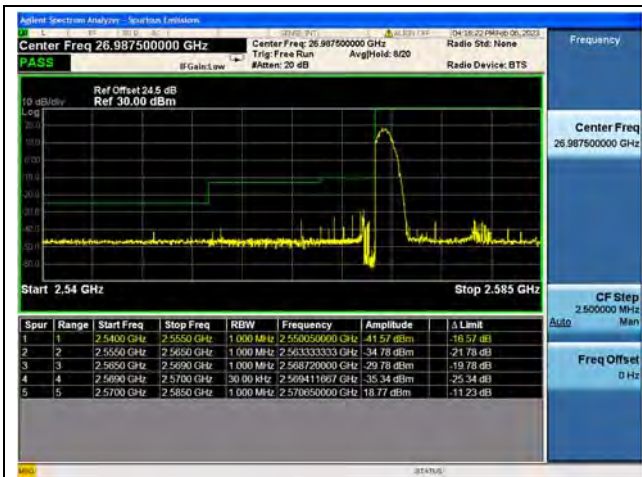 Agilent Spectrum Analyzer - Spurious Emissions
Center Freq 26.987500000 GHz
PASS
IFGain:Low
Center Freq: 26.987500000 GHz
Trig: Free Run
Avg|Hold: 8/20
#Atten: 20 dB
04:16:22 PM Feb 06, 2023
Radio Std: None
Radio Device: BTS
Frequency
10 dB/div
Log
Ref Offset 24.5 dB
Ref 30.00 dBm
Start 2.54 GHz
Stop 2.585 GHz
Center Freq
26.987500000 GHz
CF Step
2.500000 MHz
Auto Man
Freq Offset
0 Hz
Spur Range Start Freq Stop Freq RBW Frequency Amplitude Δ Limit
1 1 2.5400 GHz 2.5550 GHz 1.000 MHz 2.550050000 GHz -41.57 dBm -16.57 dB
2 2 2.5550 GHz 2.5650 GHz 1.000 MHz 2.563333333 GHz -34.78 dBm -21.78 dB
3 3 2.5650 GHz 2.5690 GHz 1.000 MHz 2.568720000 GHz -29.78 dBm -19.78 dB
4 4 2.5690 GHz 2.5700 GHz 30.00 kHz 2.569411667 GHz -35.34 dBm -25.34 dB
5 5 2.5700 GHz 2.5850 GHz 1.000 MHz 2.570650000 GHz 18.77 dBm -11.23 dB
MSG
STATUS